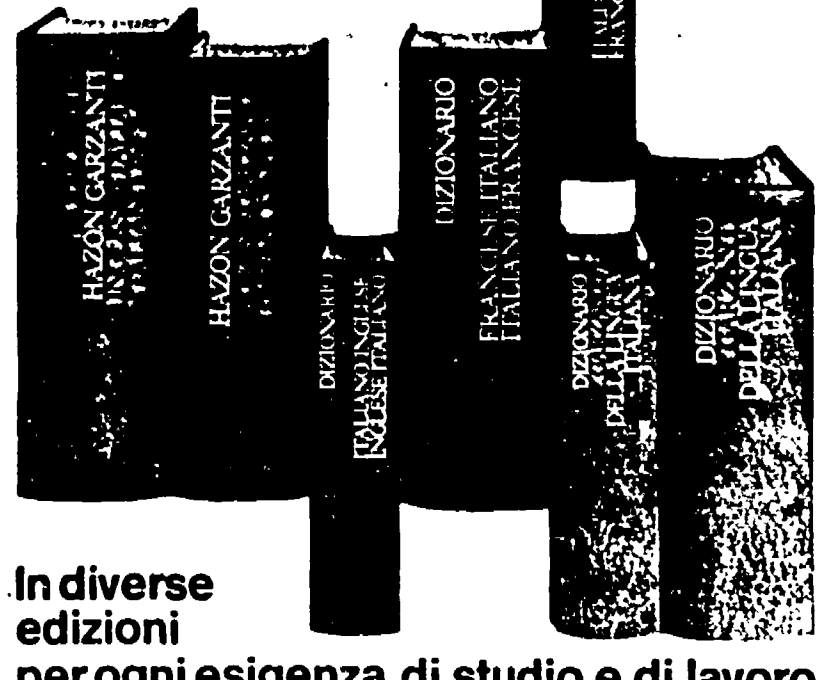 HAZON GARZANTI
HAZON GARZANTI
DIZIONARIO
ITALIANO INGLESE
INGLESE ITALIANO
DIZIONARIO
FRANCESE ITALIANO
ITALIANO FRANCESE
DIZIONARIO
DELLA LINGUA
ITALIANA
DIZIONARIO
DELLA LINGUA
ITALIANA
In diverse
edizioni
per ogni esigenza di studio e di lavoro